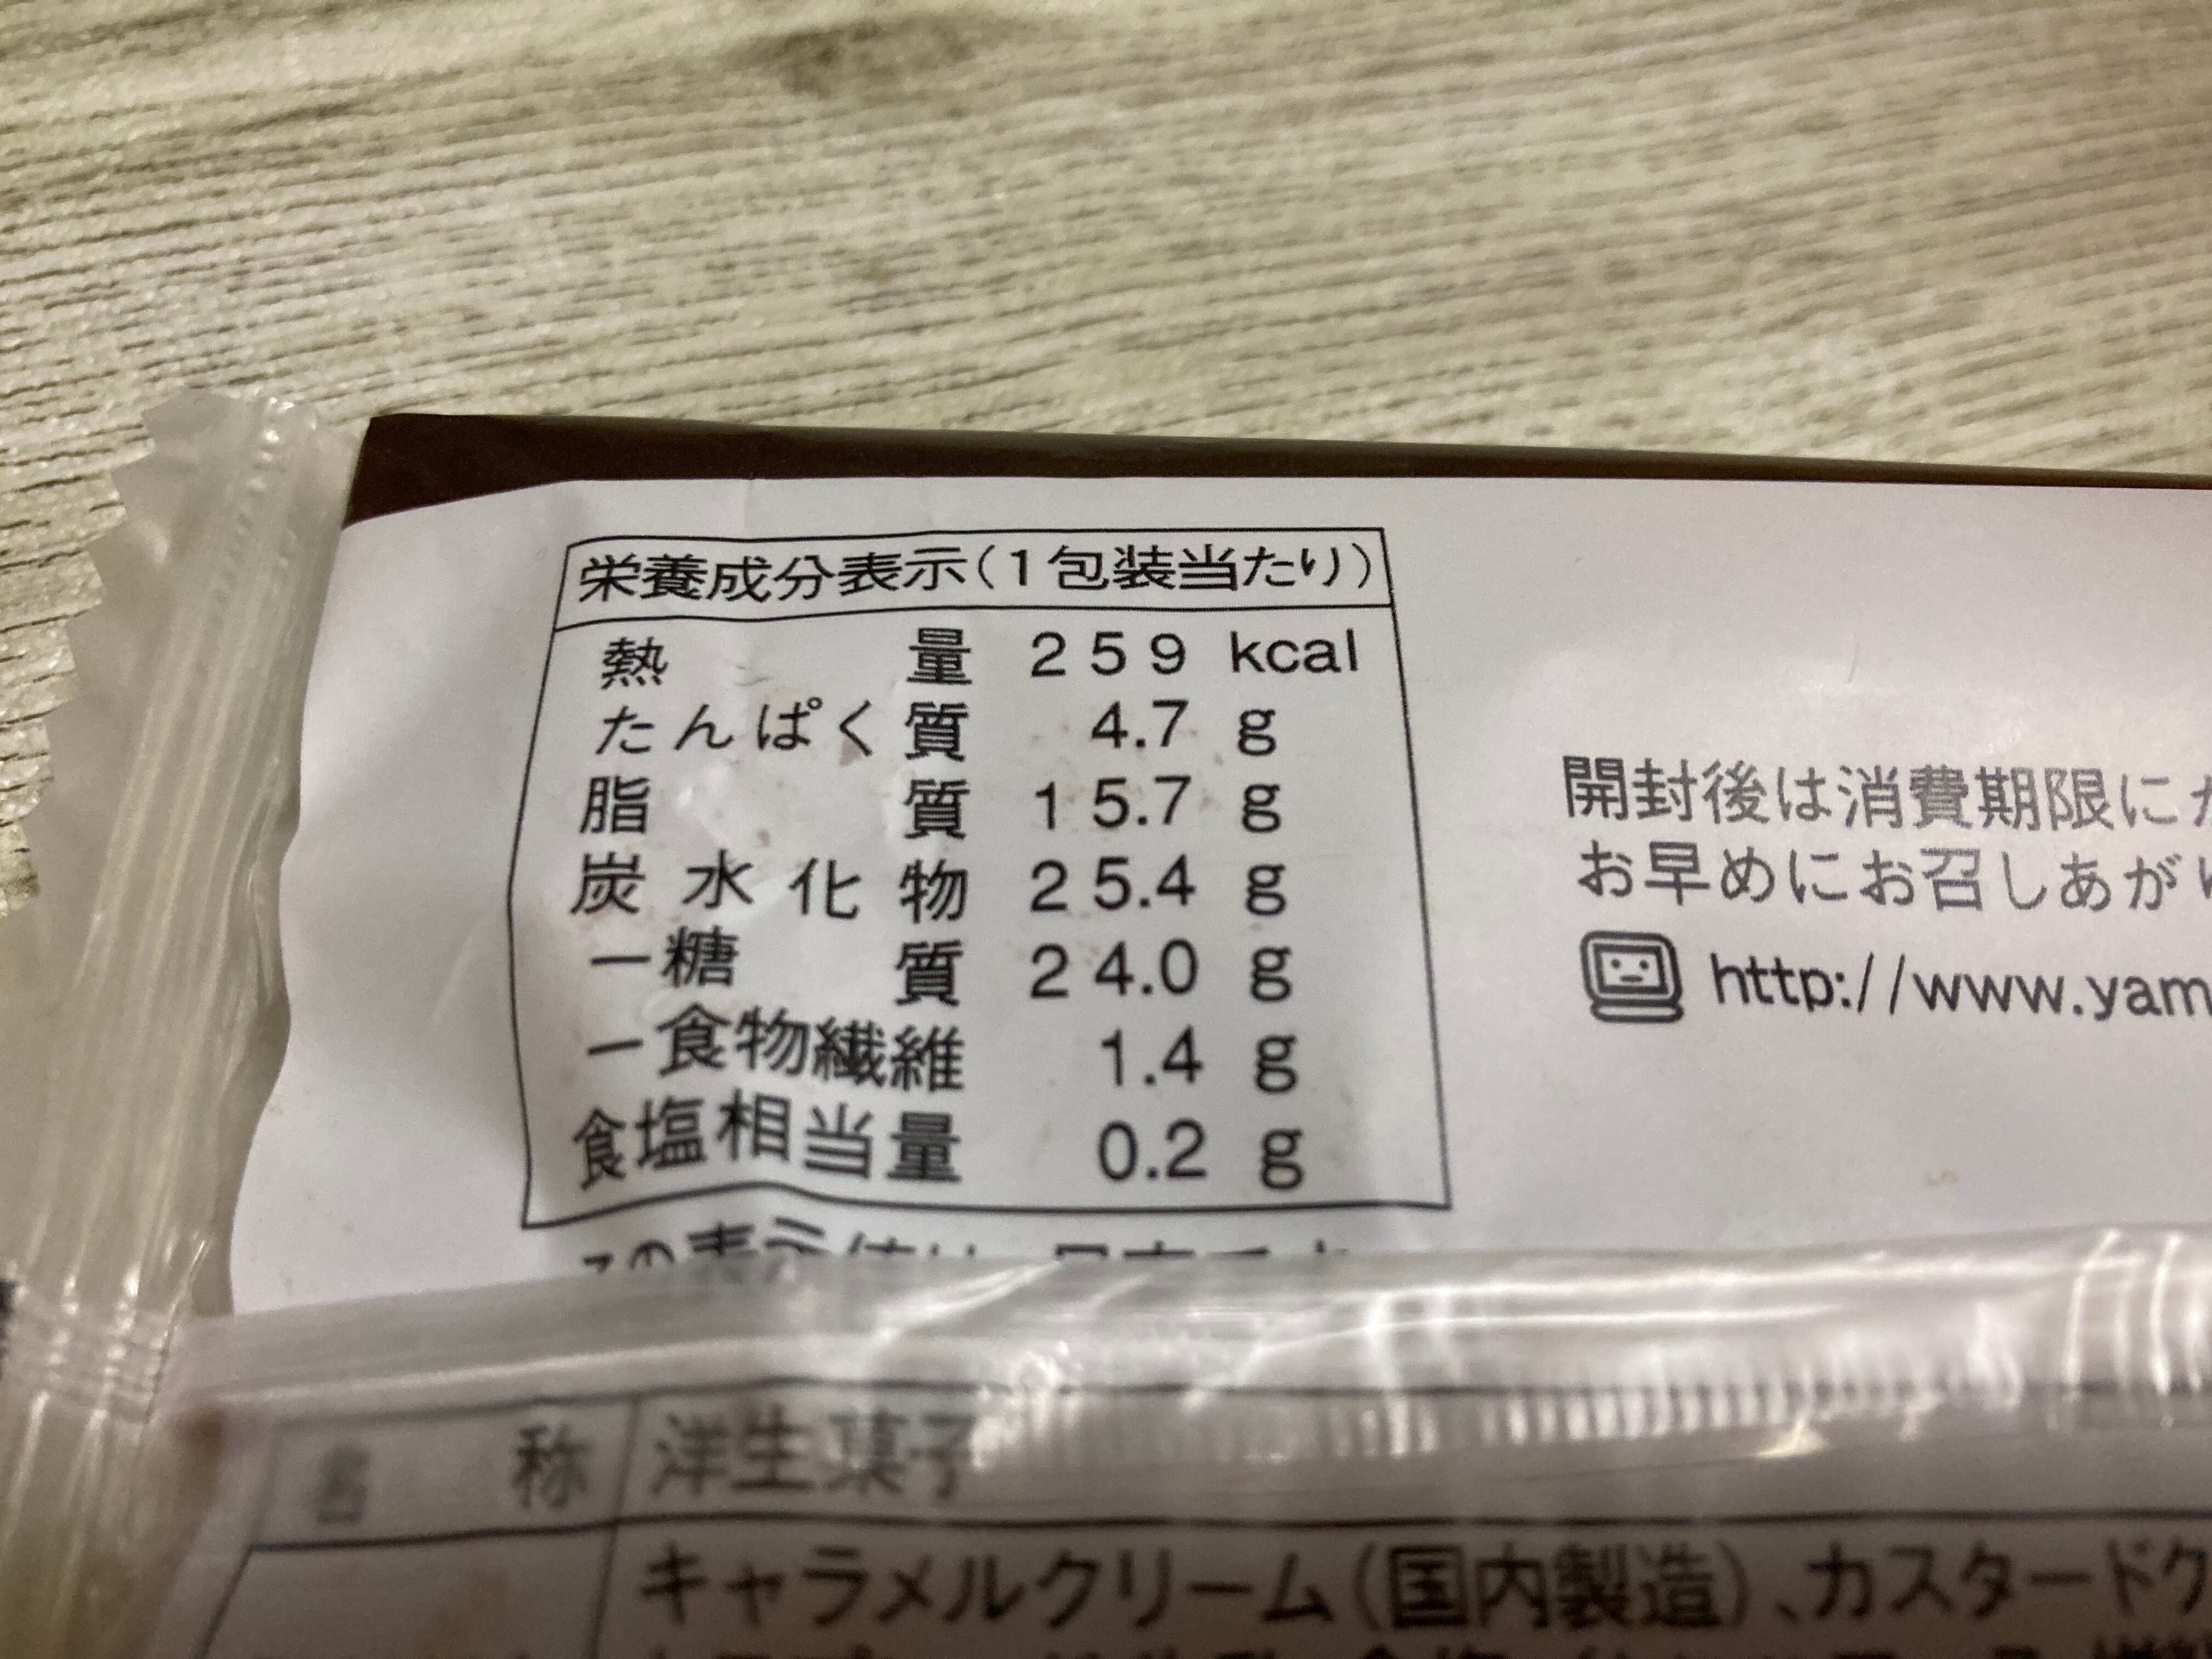 栄養成分表示(1包装当たり)
熱量 259 kcal
たんぱく質 4.7 g
脂質 15.7 g
炭水化物 25.4 g
ー糖質 24.0 g
ー食物繊維 1.4 g
食塩相当量 0.2 g
開封後は消費期限に
お早めにお召しあが
http://www.yam
名称 洋生菓子
キャラメルクリーム(国内製造)、カスタードク